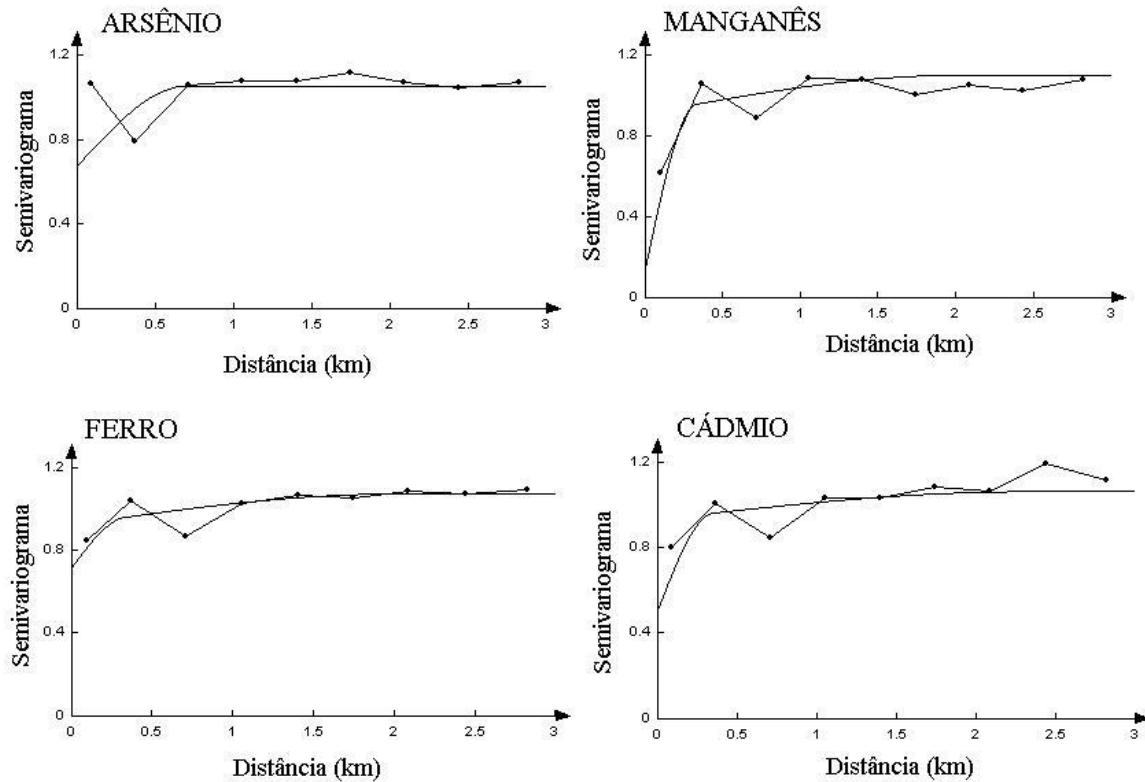 ARSÊNIO
1.2
0.8
0.4
0
Semivariograma
0 0.5 1 1.5 2 2.5 3
Distância (km)
MANGANÊS
1.2
0.8
0.4
0
Semivariograma
0 0.5 1 1.5 2 2.5 3
Distância (km)
FERRO
1.2
0.8
0.4
0
Semivariograma
0 0.5 1 1.5 2 2.5 3
Distância (km)
CÁDMIO
1.2
0.8
0.4
0
Semivariograma
0 0.5 1 1.5 2 2.5 3
Distância (km)